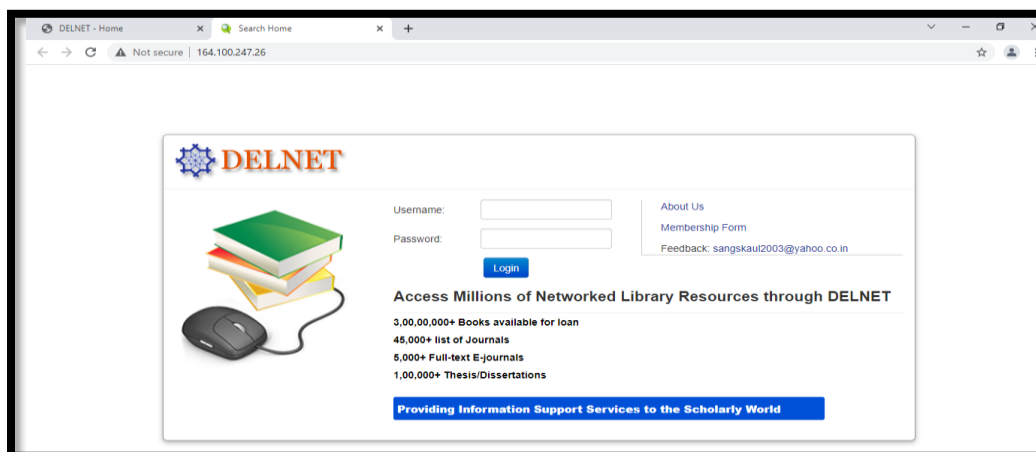 DELNET - Home
Search Home
Not secure | 164.100.247.26
DELNET
Username:
Password:
Login
About Us
Membership Form
Feedback: sangskaul2003@yahoo.co.in
Access Millions of Networked Library Resources through DELNET
3,00,00,000+ Books available for loan
45,000+ list of Journals
5,000+ Full-text E-journals
1,00,000+ Thesis/Dissertations
Providing Information Support Services to the Scholarly World